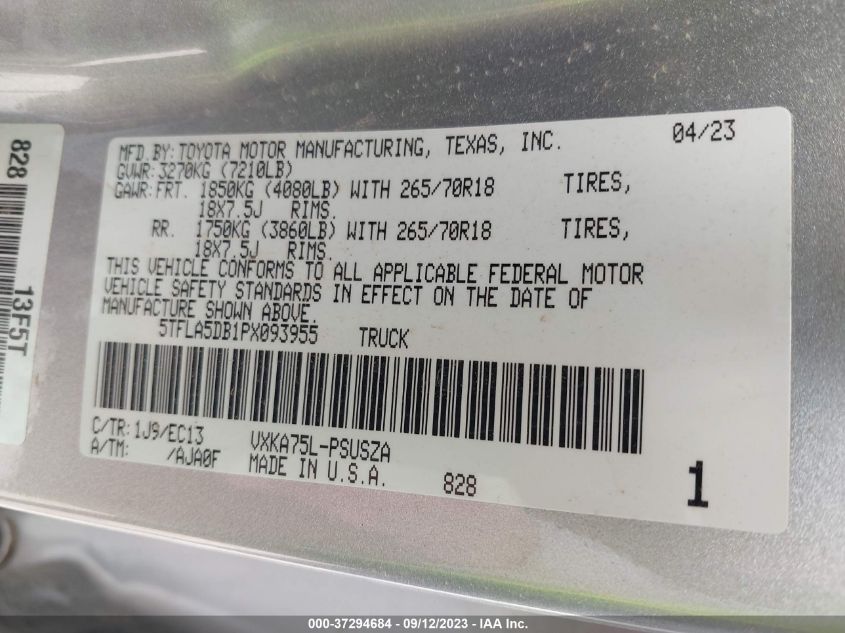 MFD.BY:TOYOTA MOTOR MANUFACTURING, TEXAS, INC. 04/23
GVWR:3270KG (7210LB)
GAWR:FRT. 1850KG (4080LB) WITH 265/70R18 TIRES,
18X7.5J RIMS.
RR. 1750KG (3860LB) WITH 265/70R18 TIRES,
18X7.5J RIMS.
THIS VEHICLE CONFORMS TO ALL APPLICABLE FEDERAL MOTOR
VEHICLE SAFETY STANDARDS IN EFFECT ON THE DATE OF
MANUFACTURE SHOWN ABOVE.
5TFLA5DB1PX093955 TRUCK
C/TR:1J9/EC13 VXKA75L-PSUSZA
A/TM: /AJA0F MADE IN U.S.A. 828 1
828 13F5T
000-37294684 - 09/12/2023 - IAAI Inc.